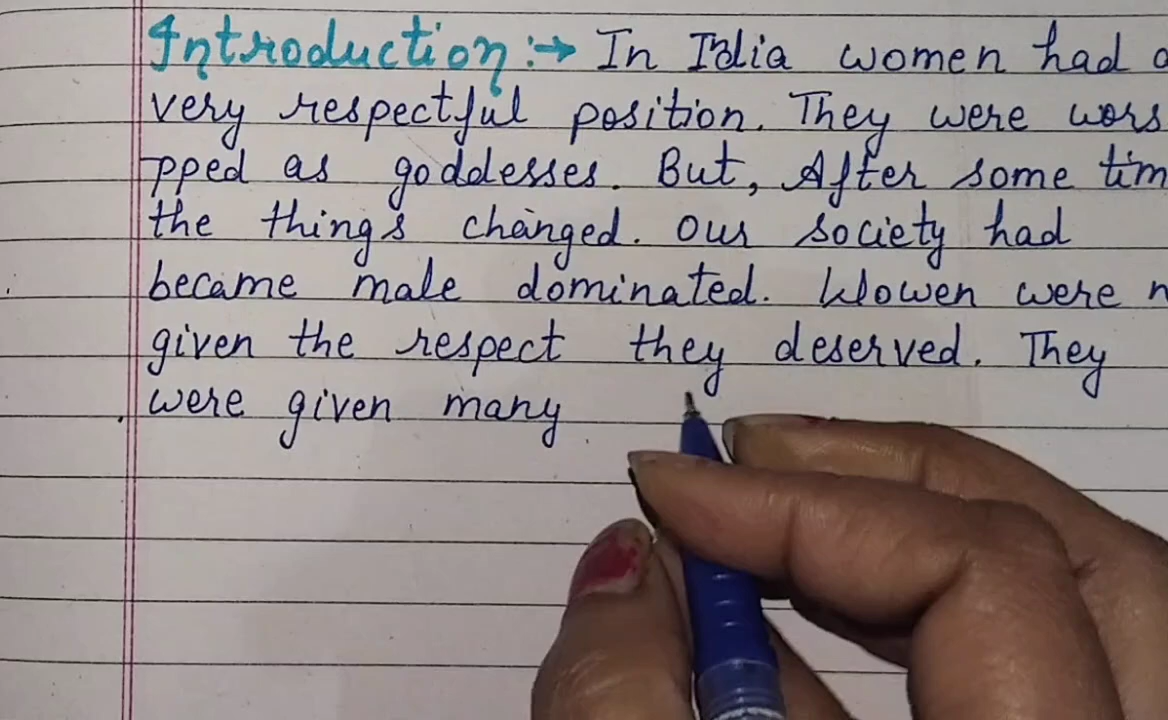 Introduction:→ In India women had a
very respectful position. They were wors
pped as goddesses. But, After some tim
the things changed. Our society had
became male dominated. Wowen were n
given the respect they deserved. They
were given many